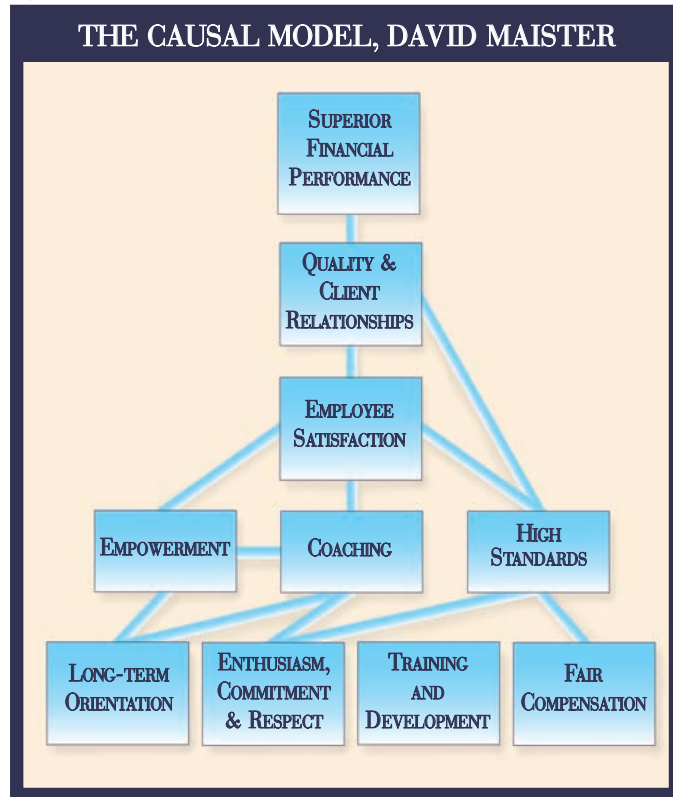 THE CAUSAL MODEL, DAVID MAISTER
SUPERIOR
FINANCIAL
PERFORMANCE
QUALITY &
CLIENT
RELATIONSHIPS
EMPLOYEE
SATISFACTION
EMPOWERMENT
COACHING
HIGH
STANDARDS
LONG-TERM
ORIENTATION
ENTHUSIASM,
COMMITMENT
& RESPECT
TRAINING
AND
DEVELOPMENT
FAIR
COMPENSATION